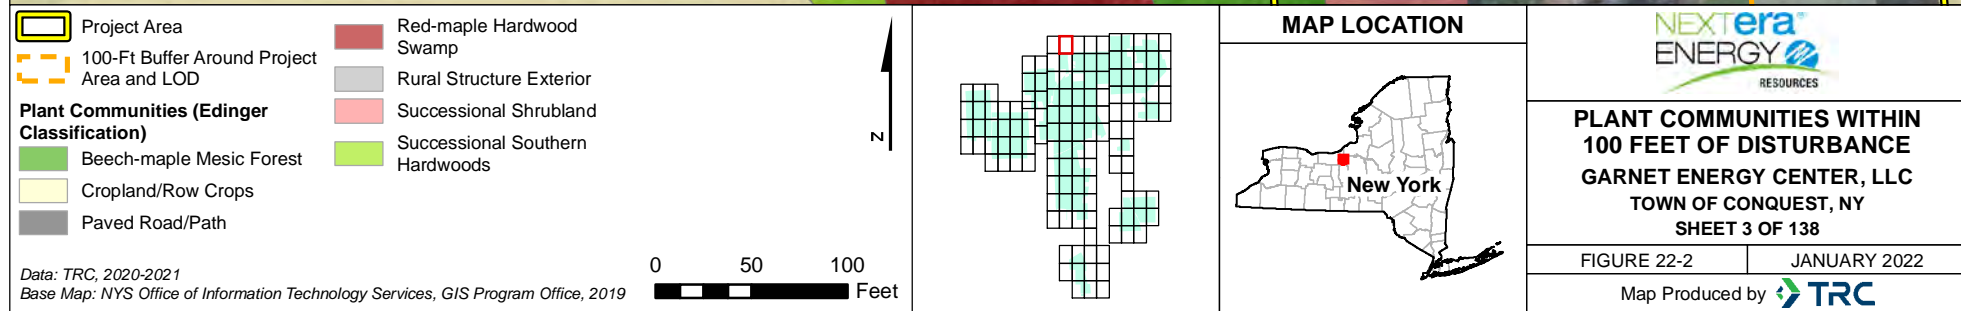 Project Area
100-Ft Buffer Around Project
Area and LOD
Plant Communities (Edinger
Classification)
Beech-maple Mesic Forest
Cropland/Row Crops
Paved Road/Path
Red-maple Hardwood
Swamp
Rural Structure Exterior
Successional Shrubland
Successional Southern
Hardwoods
Data: TRC, 2020-2021
Base Map: NYS Office of Information Technology Services, GIS Program Office, 2019
0 50 100
Feet
N
MAP LOCATION
New York
NEXTera
ENERGY
RESOURCES
PLANT COMMUNITIES WITHIN
100 FEET OF DISTURBANCE
GARNET ENERGY CENTER, LLC
TOWN OF CONQUEST, NY
SHEET 3 OF 138
FIGURE 22-2
JANUARY 2022
Map Produced by TRC